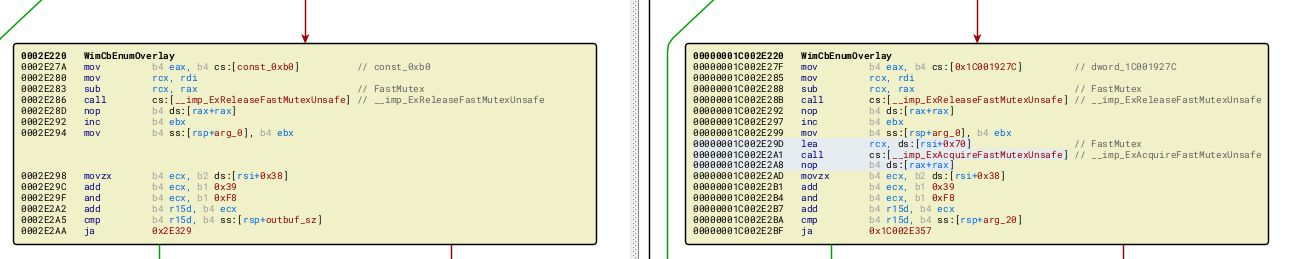 0002E220 WimCbEnumOverlay
0002E27A mov b4 eax, b4 cs:[const_0xb0] // const_0xb0
0002E280 mov rcx, rdi
0002E283 sub rcx, rax // FastMutex
0002E286 call cs:[__imp_ExReleaseFastMutexUnsafe] // __imp_ExReleaseFastMutexUnsafe
0002E28D nop b4 ds:[rax+rax]
0002E292 inc b4 ebx
0002E294 mov b4 ss:[rsp+arg_0], b4 ebx
0002E298 movzx b4 ecx, b2 ds:[rsi+0x38]
0002E29C add b4 ecx, b1 0x39
0002E29F and b4 ecx, b1 0xF8
0002E2A2 add b4 r15d, b4 ecx
0002E2A5 cmp b4 r15d, b4 ss:[rsp+outbuf_sz]
0002E2AA ja 0x2E329
00000001C002E220 WimCbEnumOverlay
00000001C002E27F mov b4 eax, b4 cs:[0x1C001927C] // dword_1C001927C
00000001C002E285 mov rcx, rdi
00000001C002E288 sub rcx, rax // FastMutex
00000001C002E28B call cs:[__imp_ExReleaseFastMutexUnsafe] // __imp_ExReleaseFastMutexUnsafe
00000001C002E292 nop b4 ds:[rax+rax]
00000001C002E297 inc b4 ebx
00000001C002E299 mov b4 ss:[rsp+arg_0], b4 ebx
00000001C002E29D lea rcx, ds:[rsi+0x70] // FastMutex
00000001C002E2A1 call cs:[__imp_ExAcquireFastMutexUnsafe] // __imp_ExAcquireFastMutexUnsafe
00000001C002E2A8 nop b4 ds:[rax+rax]
00000001C002E2AD movzx b4 ecx, b2 ds:[rsi+0x38]
00000001C002E2B1 add b4 ecx, b1 0x39
00000001C002E2B4 and b4 ecx, b1 0xF8
00000001C002E2B7 add b4 r15d, b4 ecx
00000001C002E2BA cmp b4 r15d, b4 ss:[rsp+arg_20]
00000001C002E2BF ja 0x1C002E357